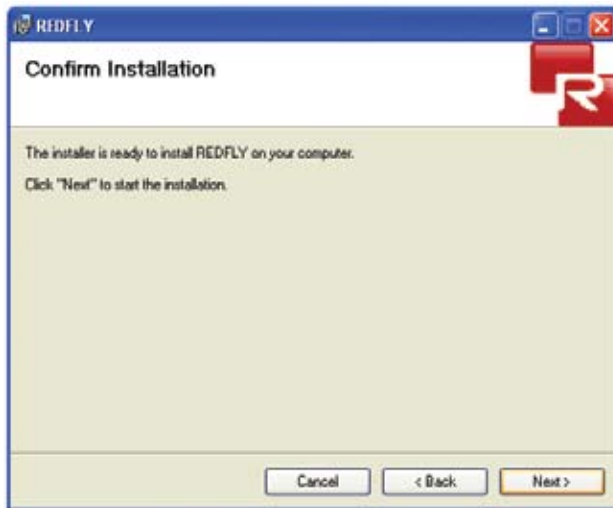 REDFLY
Confirm Installation
R
The installer is ready to install REDFLY on your computer.
Click "Next" to start the installation.
Cancel
< Back
Next >